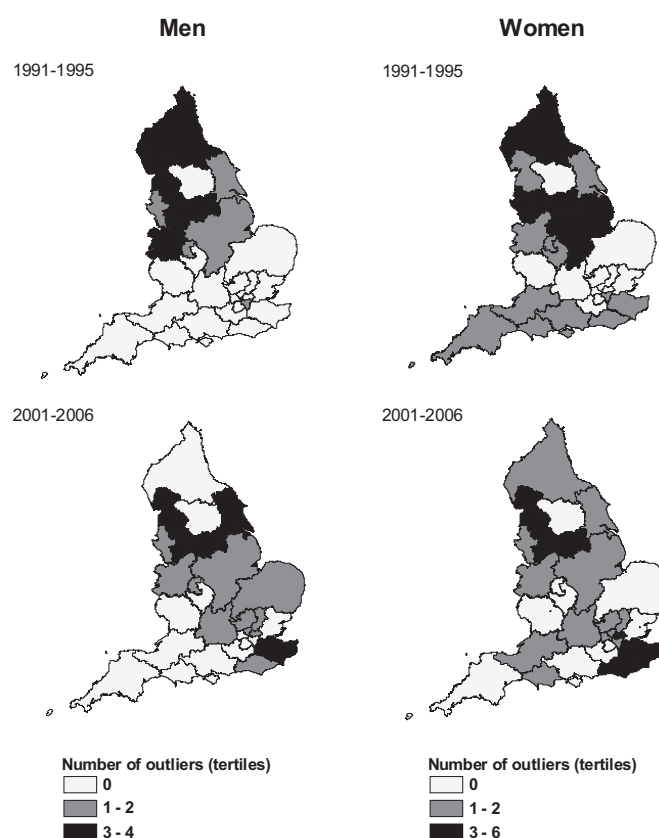 Men Women
1991-1995 1991-1995
2001-2006 2001-2006
Number of outliers (tertiles) Number of outliers (tertiles)
0 0
1 - 2 1 - 2
3 - 4 3 - 6